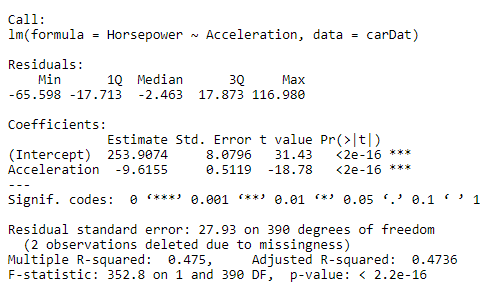 Call:
lm(formula = Horsepower ~ Acceleration, data = carDat)
Residuals:
Min 1Q Median 3Q Max
-65.598 -17.713 -2.463 17.873 116.980
Coefficients:
Estimate Std. Error t value Pr(>|t|)
(Intercept) 253.9074 8.0796 31.43 <2e-16 ***
Acceleration -9.6155 0.5119 -18.78 <2e-16 ***
---
Signif. codes: 0 ‘***’ 0.001 ‘**’ 0.01 ‘*’ 0.05 ‘.’ 0.1 ‘ ’ 1
Residual standard error: 27.93 on 390 degrees of freedom
(2 observations deleted due to missingness)
Multiple R-squared: 0.475, Adjusted R-squared: 0.4736
F-statistic: 352.8 on 1 and 390 DF, p-value: < 2.2e-16